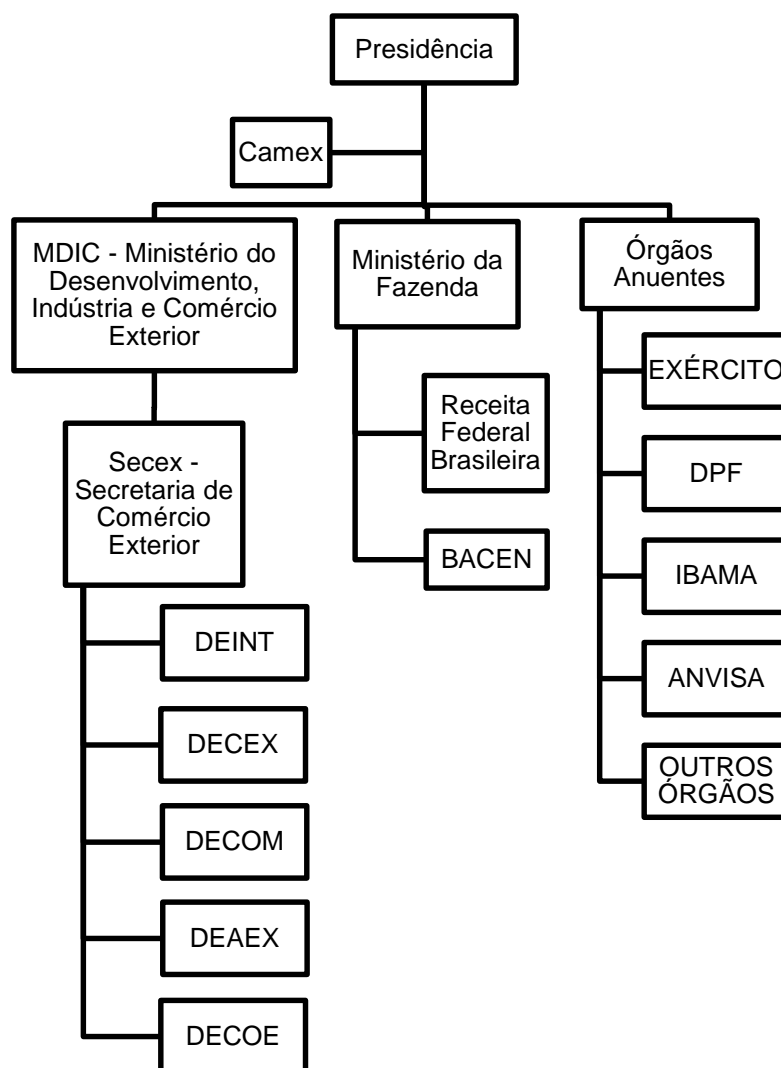 Presidência
Camex
MDIC - Ministério do
Desenvolvimento,
Indústria e Comércio
Exterior
Secex -
Secretaria de
Comércio
Exterior
DEINT
DECEX
DECOM
DEAEX
DECOE
Ministério da
Fazenda
Receita
Federal
Brasileira
BACEN
Órgãos
Anuentes
EXÉRCITO
DPF
IBAMA
ANVISA
OUTROS
ÓRGÃOS